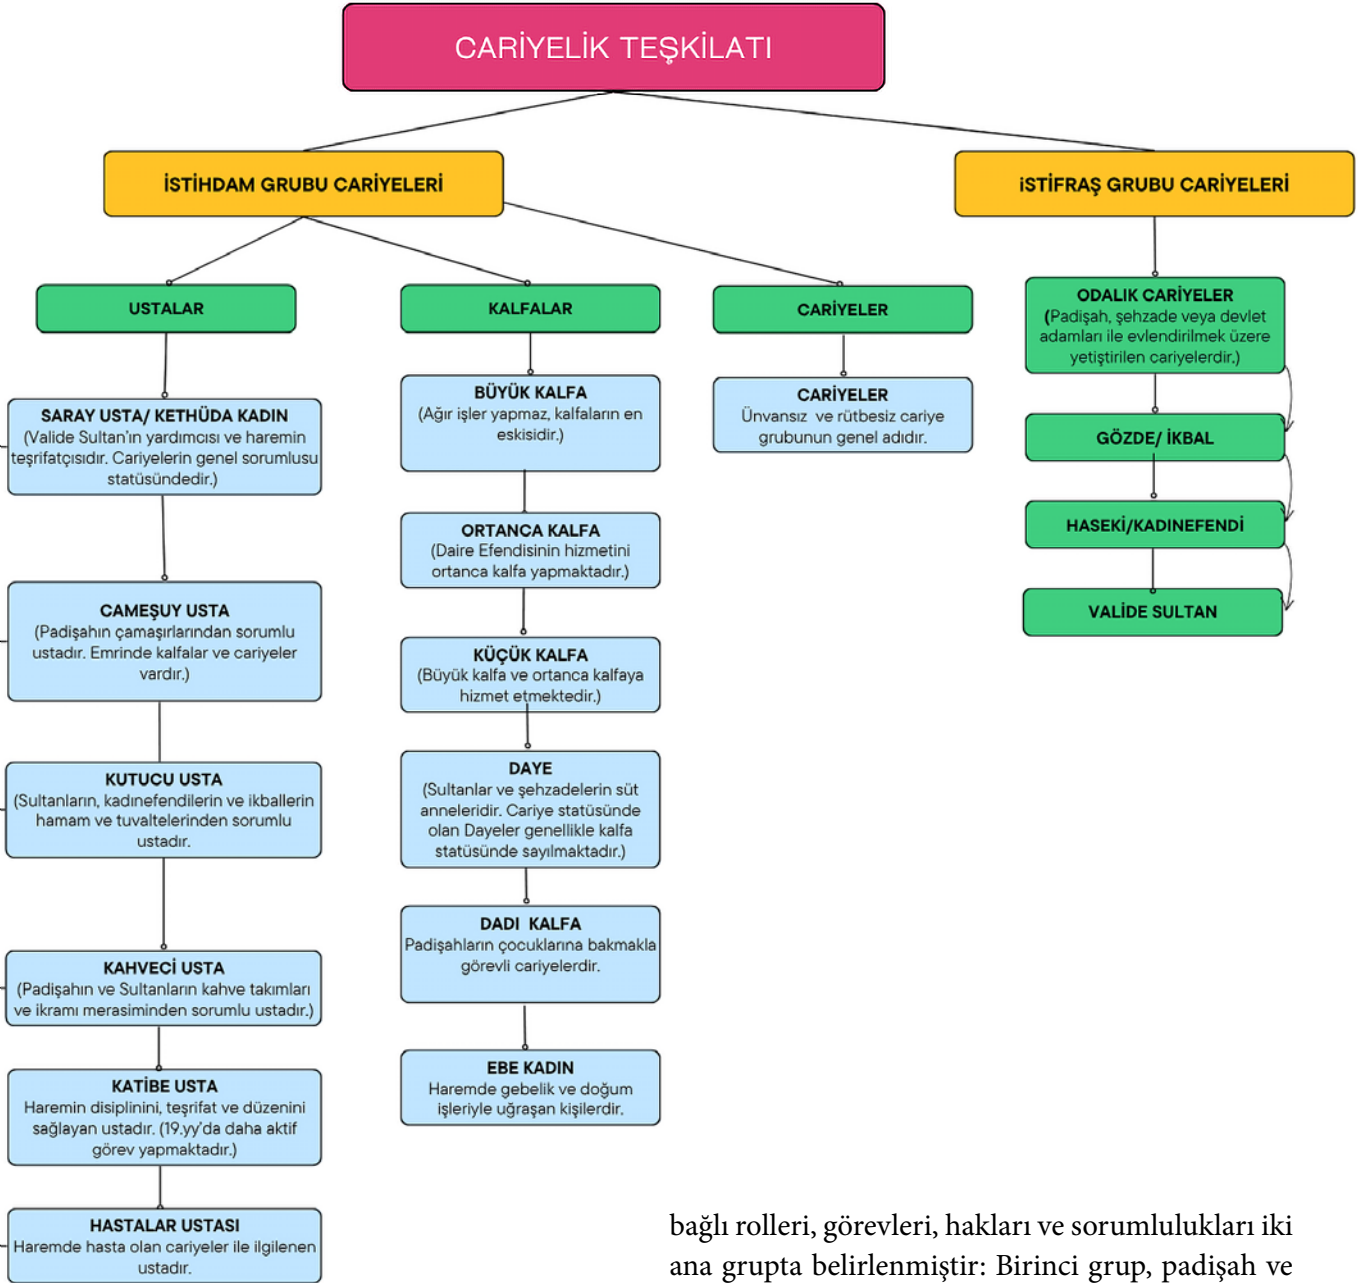 CARİYELİK TEŞKİLATI
İSTİHDAM GRUBU CARİYELERİ
iSTİFRAŞ GRUBU CARİYELERİ
USTALAR
SARAY USTA/ KETHÜDA KADIN
(Valide Sultan'ın yardımcısı ve haremin
teşrifatçısıdır. Cariyelerin genel sorumlusu
statüsündedir.)
CAMEŞUY USTA
(Padişahın çamaşırlarından sorumlu
ustadır. Emrinde kalfalar ve cariyeler
vardır.)
KUTUCU USTA
(Sultanların, kadınefendilerin ve ikballerin
hamam ve tuvaltelerinden sorumlu
ustadır.
KAHVECİ USTA
(Padişahın ve Sultanların kahve takımları
ve ikramı merasiminden sorumlu ustadır.)
KATİBE USTA
Haremin disiplinini, teşrifat ve düzenini
sağlayan ustadır. (19.yy'da daha aktif
görev yapmaktadır.)
HASTALAR USTASI
Haremde hasta olan cariyeler ile ilgilenen
ustadır.
KALFALAR
BÜYÜK KALFA
(Ağır işler yapmaz, kalfaların en
eskisidir.)
ORTANCA KALFA
(Daire Efendisinin hizmetini
ortanca kalfa yapmaktadır.)
KÜÇÜK KALFA
(Büyük kalfa ve ortanca kalfaya
hizmet etmektedir.)
DAYE
(Sultanlar ve şehzadelerin süt
anneleridir. Cariye statüsünde
olan Dayeler genellikle kalfa
statüsünde sayılmaktadır.)
DADI KALFA
Padişahların çocuklarına bakmakla
görevli cariyelerdir.
EBE KADIN
Haremde gebelik ve doğum
işleriyle uğraşan kişilerdir.
CARİYELER
CARİYELER
Ünvansız ve rütbesiz cariye
grubunun genel adıdır.
ODALIK CARİYELER
(Padişah, şehzade veya devlet
adamları ile evlendirilmek üzere
yetiştirilen cariyelerdir.)
GÖZDE/ İKBAL
HASEKİ/KADINEFENDİ
VALİDE SULTAN
bağlı rolleri, görevleri, hakları ve sorumlulukları iki
ana grupta belirlenmiştir: Birinci grup, padişah ve